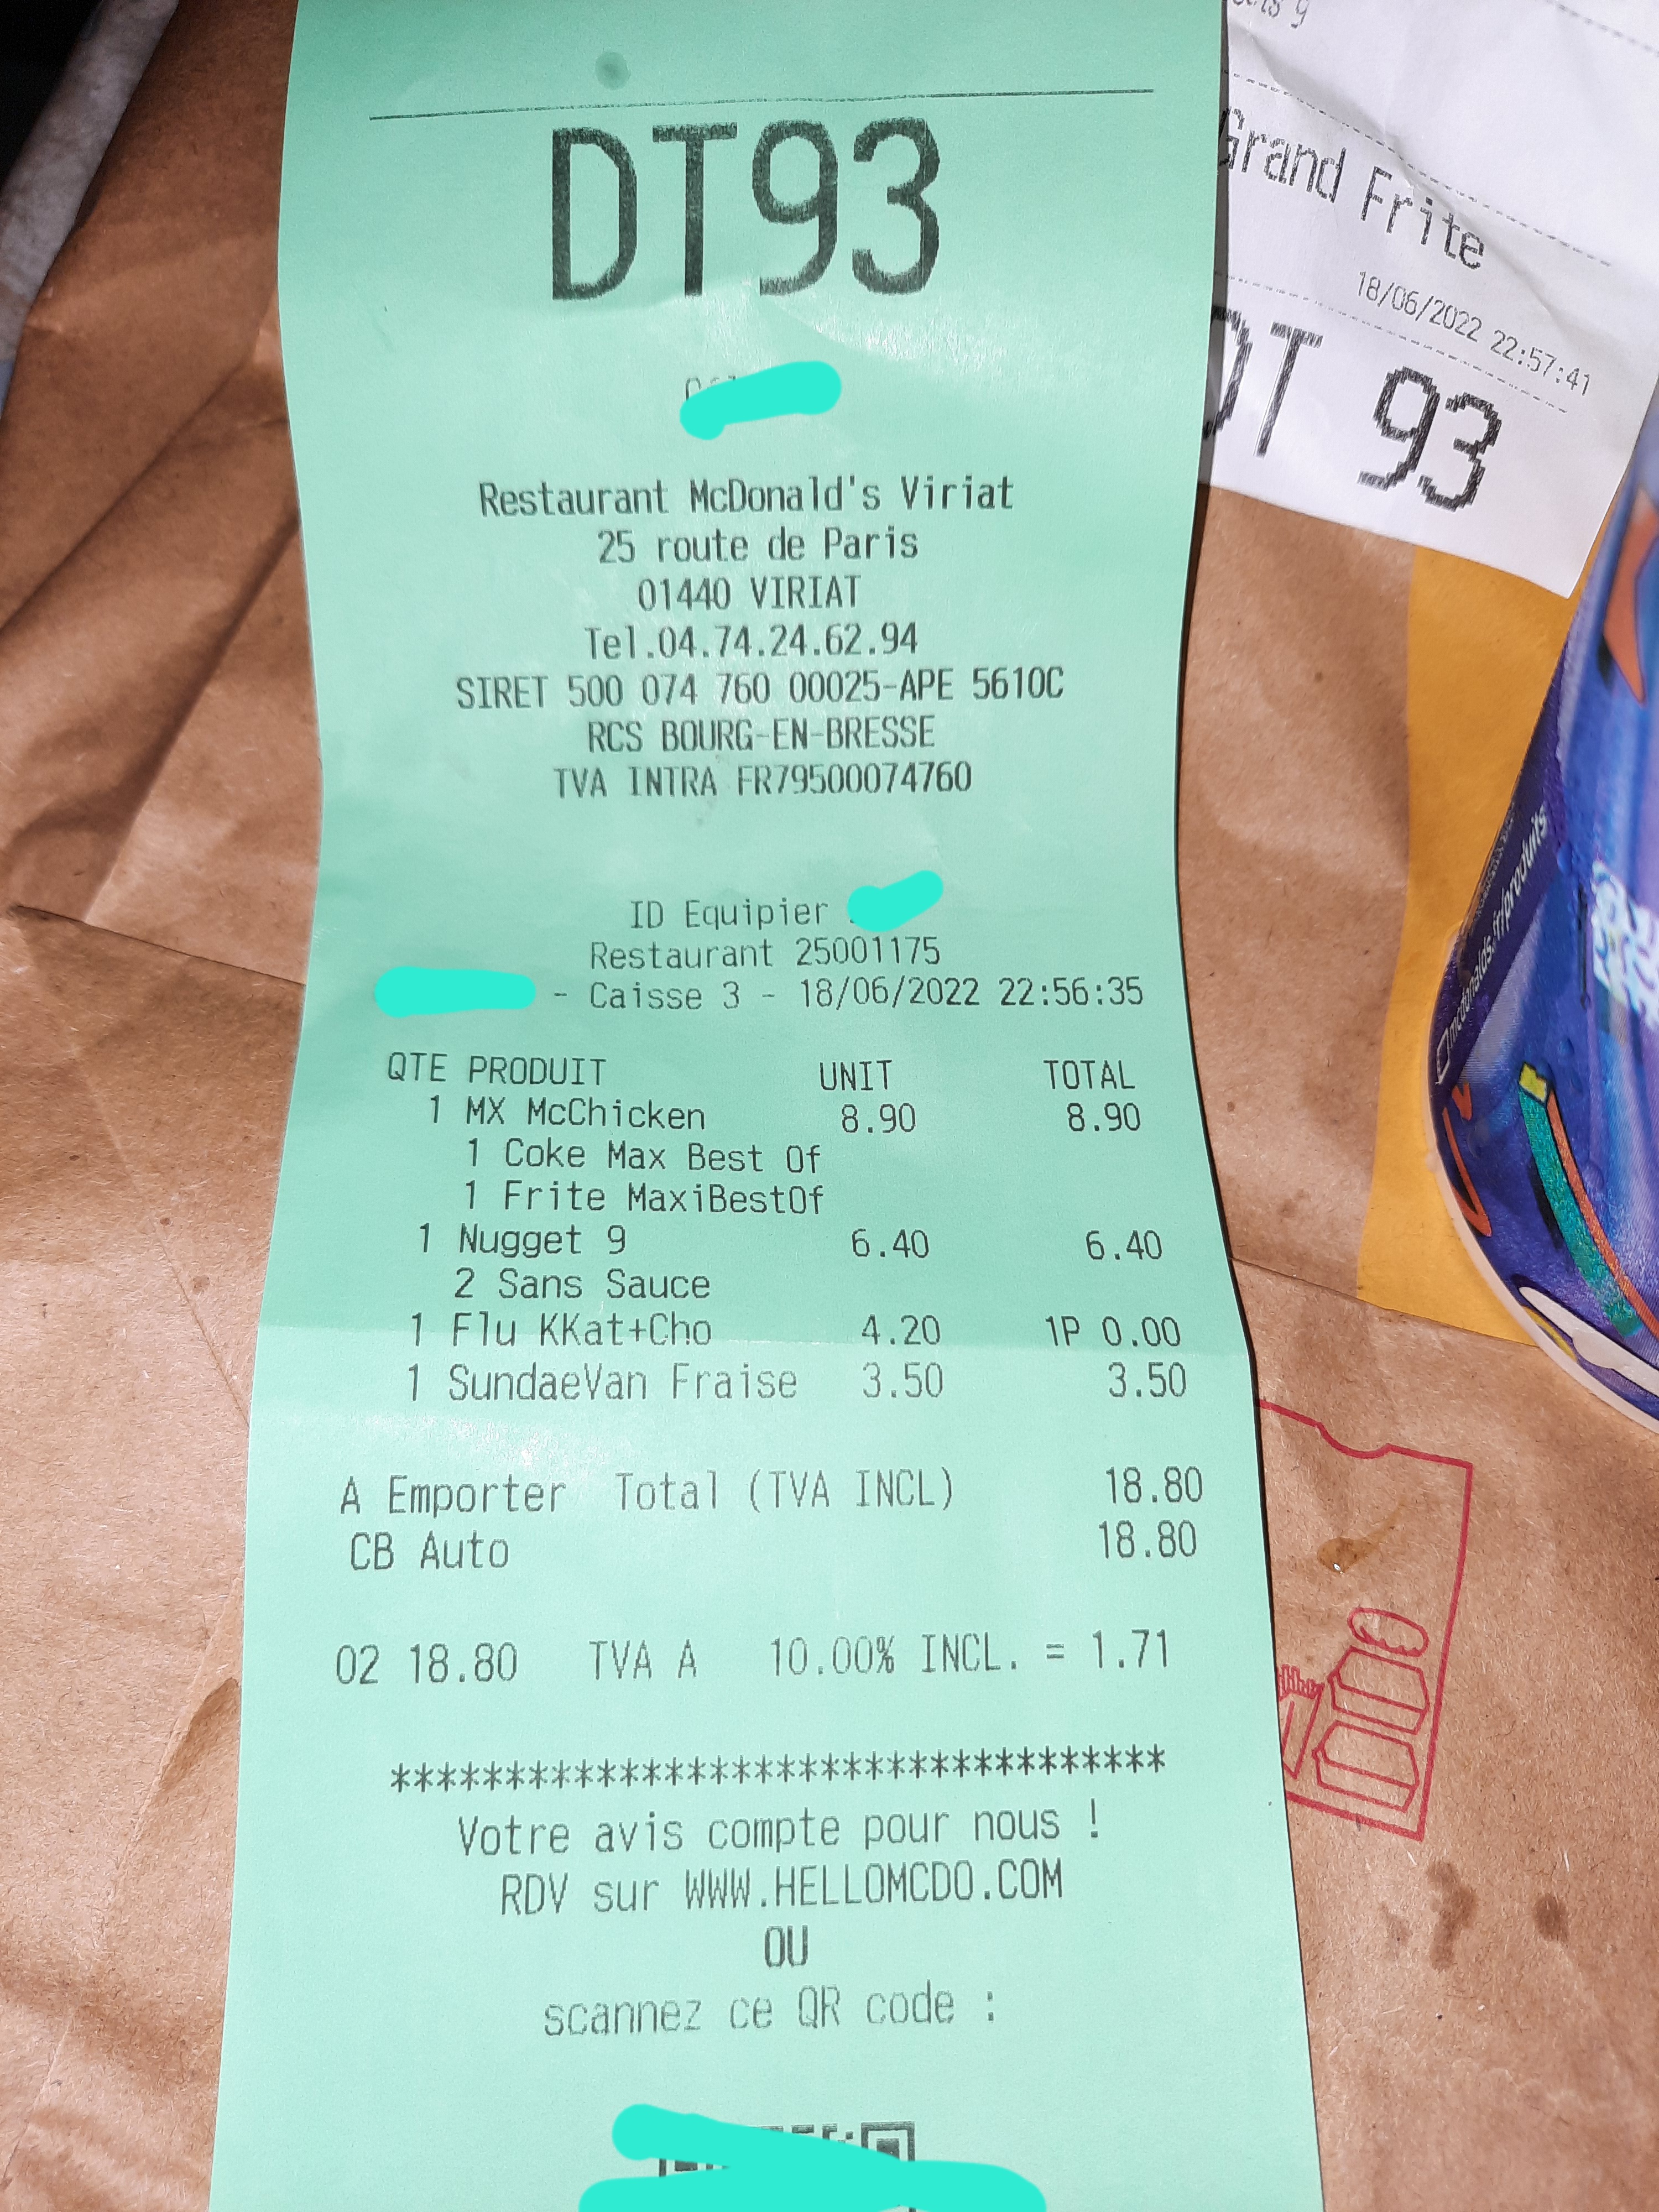 DT93
Restaurant McDonald's Viriat
25 route de Paris
01440 VIRIAT
Tel.04.74.24.62.94
SIRET 500 074 760 00025-APE 5610C
RCS BOURG-EN-BRESSE
TVA INTRA FR79500074760
ID Equipier
Restaurant 25001175
- Caisse 3 - 18/06/2022 22:56:35
QTE PRODUIT UNIT TOTAL
1 MX McChicken 8.90 8.90
1 Coke Max Best Of
1 Frite MaxiBestOf
1 Nugget 9 6.40 6.40
2 Sans Sauce
1 Flu KKat+Cho 4.20 1P 0.00
1 SundaeVan Fraise 3.50 3.50
A Emporter Total (TVA INCL) 18.80
CB Auto 18.80
02 18.80 TVA A 10.00% INCL. = 1.71
************************************
Votre avis compte pour nous !
RDV sur WWW.HELLOMCDO.COM
OU
scannez ce QR code :
Grand Frite
18/06/2022 22:57:41
DT 93
mcdonalds.fr/produits